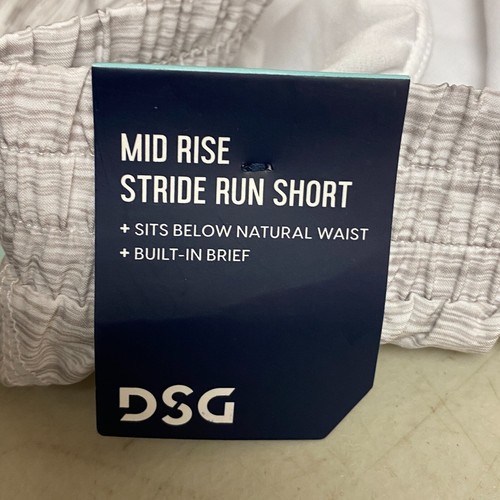 MID RISE
STRIDE RUN SHORT
+ SITS BELOW NATURAL WAIST
+ BUILT-IN BRIEF
DSG